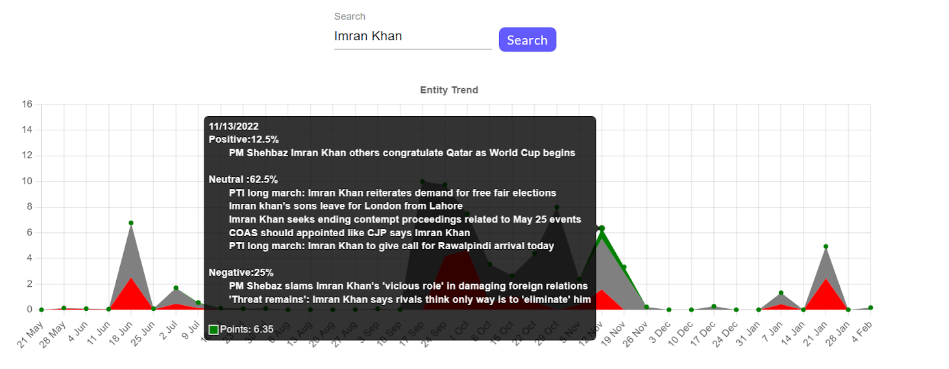 Search
Imran Khan
Search
Entity Trend
16
14
12
10
8
6
4
2
0
11/13/2022
Positive:12.5%
PM Shehbaz Imran Khan others congratulate Qatar as World Cup begins
Neutral :62.5%
PTI long march: Imran Khan reiterates demand for free fair elections
Imran khan's sons leave for London from Lahore
Imran Khan seeks ending contempt proceedings related to May 25 events
COAS should appointed like CJP says Imran Khan
PTI long march: Imran Khan to give call for Rawalpindi arrival today
Negative:25%
PM Shebaz slams Imran Khan's 'vicious role' in damaging foreign relations
'Threat remains': Imran Khan says rivals think only way is to 'eliminate' him
Points: 6.35
21 May
28 May
4 Jun
11 Jun
18 Jun
25 Jun
2 Jul
9 Jul
16 Jul
23 Jul
30 Jul
6 Aug
13 Aug
20 Aug
27 Aug
3 Sep
10 Sep
17 Sep
24 Sep
1 Oct
8 Oct
15 Oct
5 Nov
12 Nov
19 Nov
26 Nov
3 Dec
10 Dec
17 Dec
24 Dec
31 Jan
7 Jan
14 Jan
21 Jan
28 Jan
4 Feb